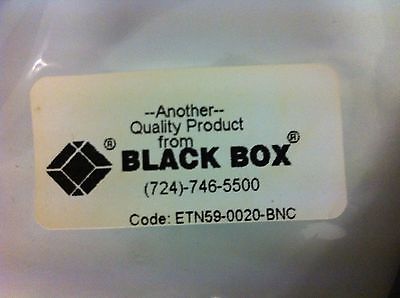 --Another--
Quality Product
from
® BLACK BOX ®
(724)-746-5500
Code: ETN59-0020-BNC